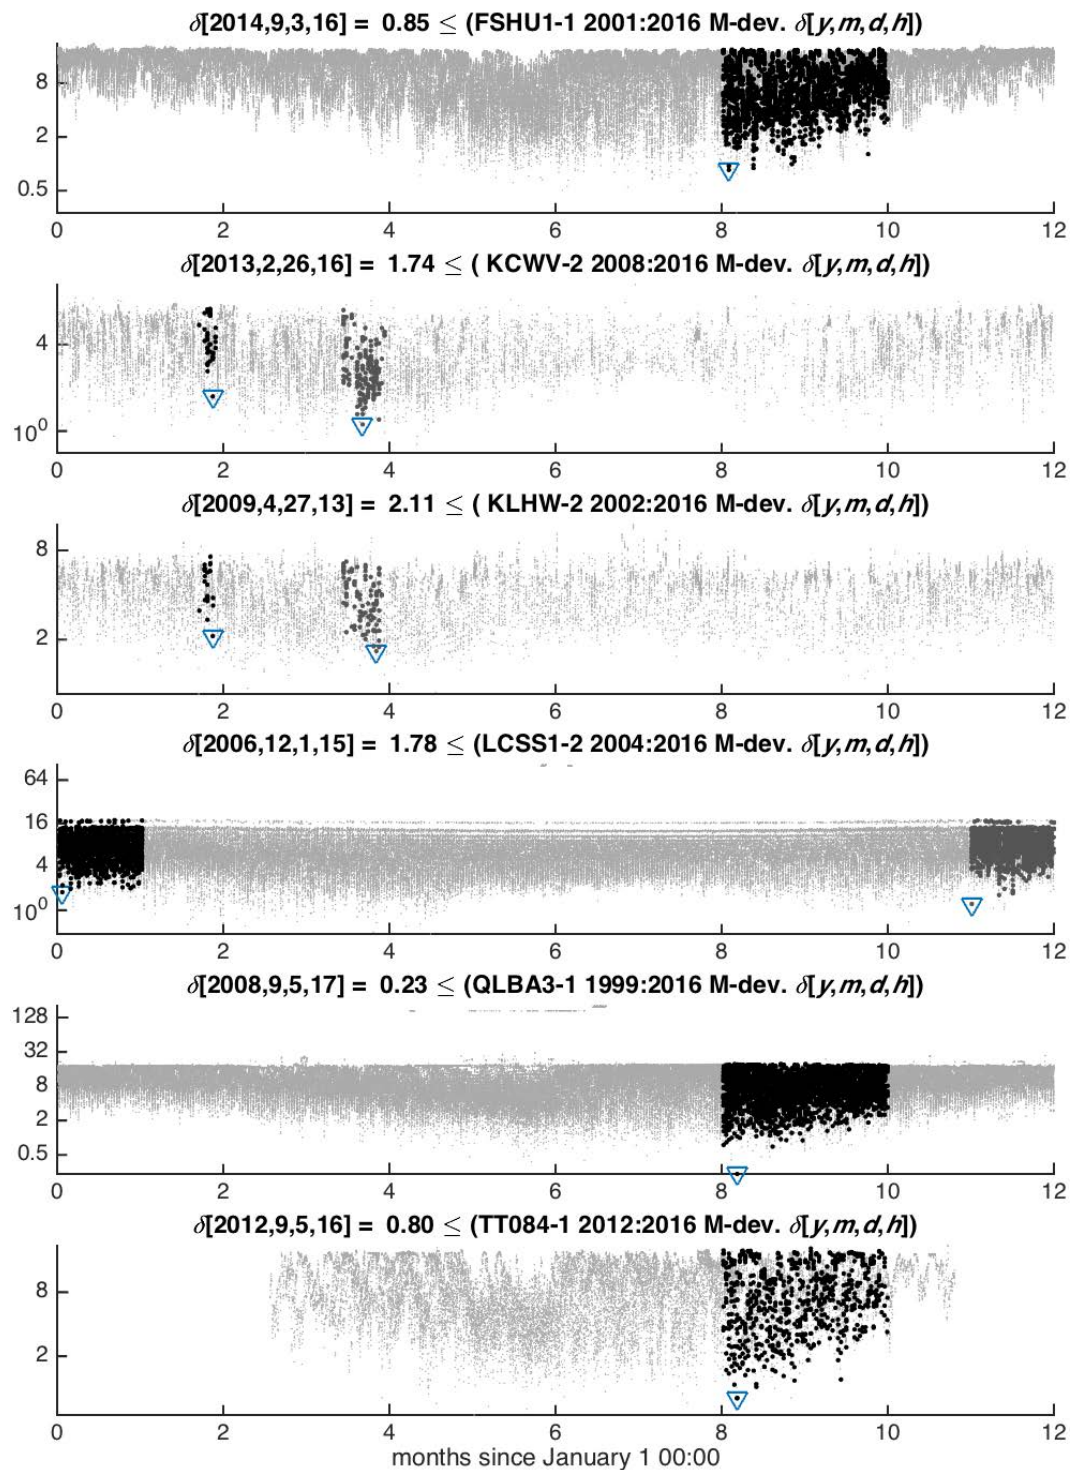 δ[2014,9,3,16] = 0.85 ≤ (FSHU1-1 2001:2016 M-dev. δ[y,m,d,h])
8
2
0.5
0 2 4 6 8 10 12
δ[2013,2,26,16] = 1.74 ≤ ( KCWV-2 2008:2016 M-dev. δ[y,m,d,h])
4
10⁰
0 2 4 6 8 10 12
δ[2009,4,27,13] = 2.11 ≤ ( KLHW-2 2002:2016 M-dev. δ[y,m,d,h])
8
2
0 2 4 6 8 10 12
δ[2006,12,1,15] = 1.78 ≤ (LCSS1-2 2004:2016 M-dev. δ[y,m,d,h])
64
16
4
10⁰
0 2 4 6 8 10 12
δ[2008,9,5,17] = 0.23 ≤ (QLBA3-1 1999:2016 M-dev. δ[y,m,d,h])
128
32
8
2
0.5
0 2 4 6 8 10 12
δ[2012,9,5,16] = 0.80 ≤ (TT084-1 2012:2016 M-dev. δ[y,m,d,h])
8
2
0 2 4 6 8 10 12
months since January 1 00:00